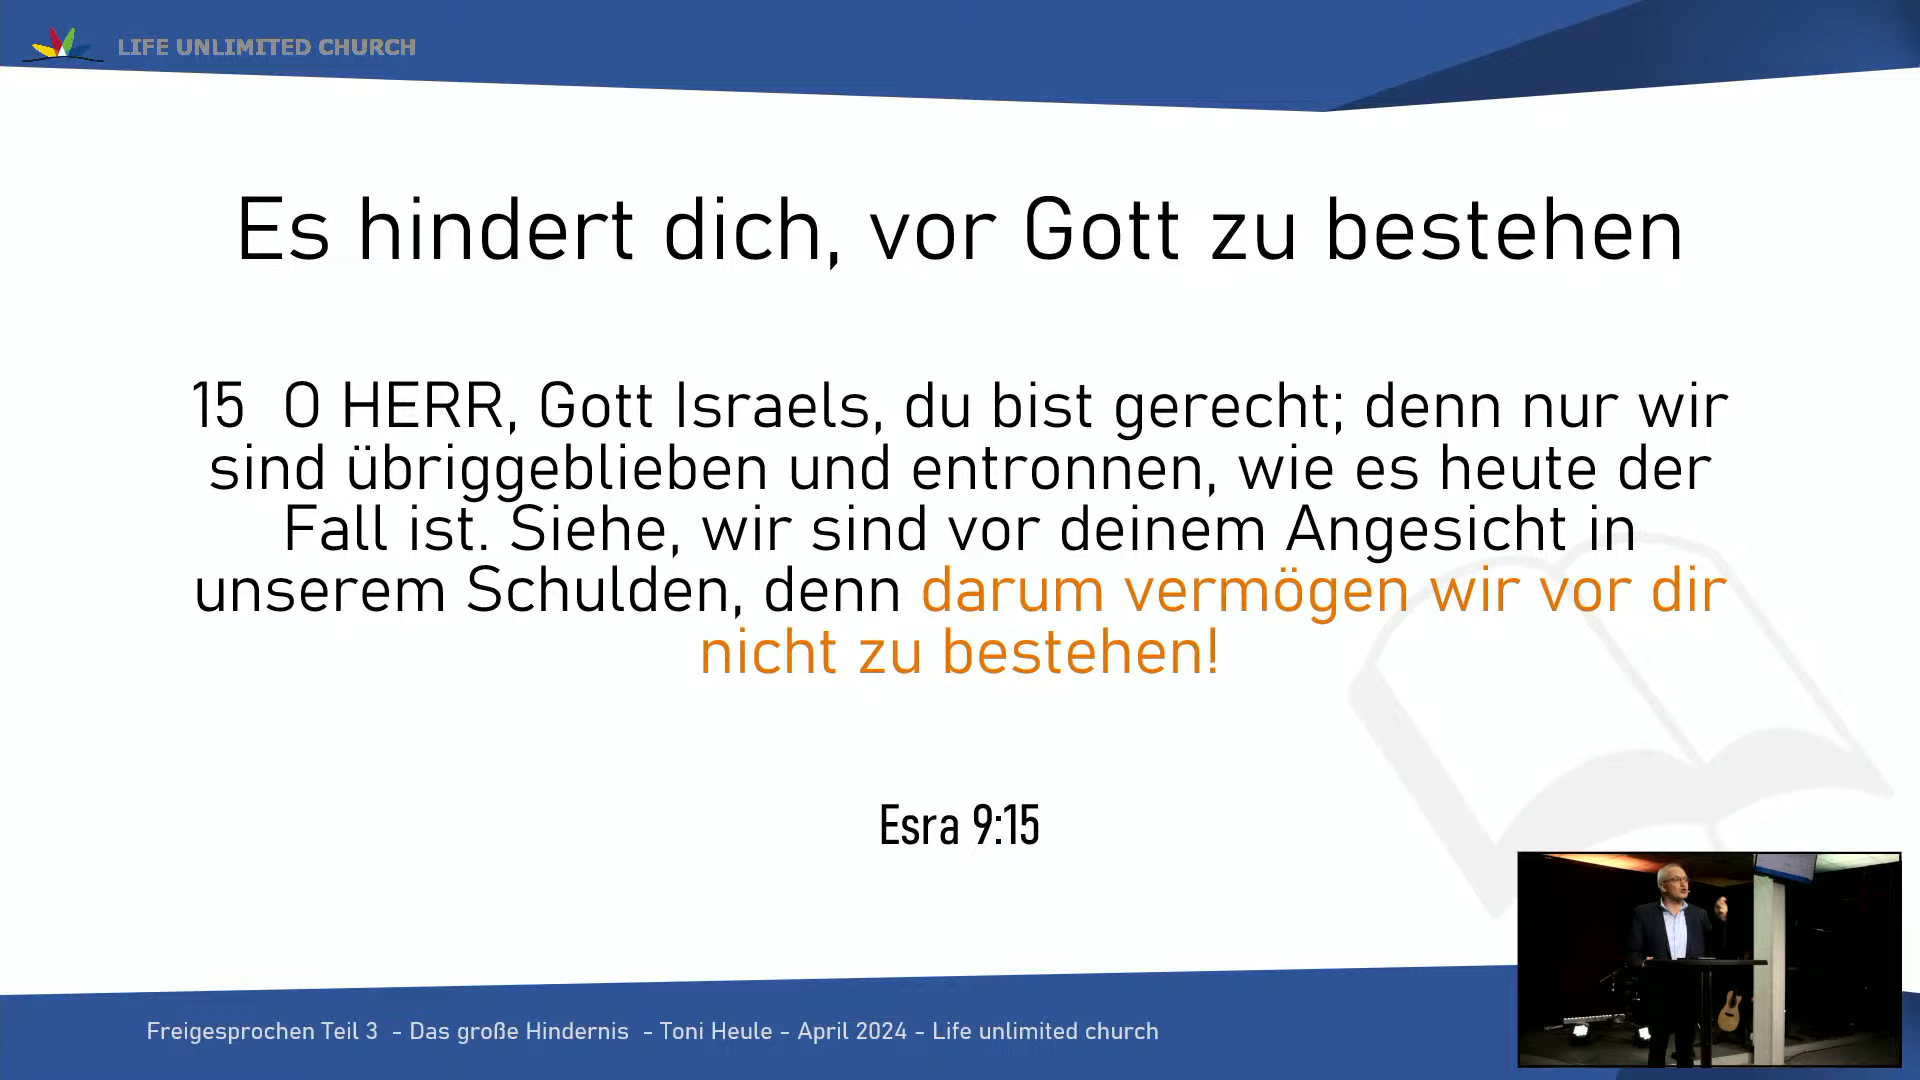 LIFE UNLIMITED CHURCH
Es hindert dich, vor Gott zu bestehen
15  O HERR, Gott Israels, du bist gerecht; denn nur wir
sind übriggeblieben und entronnen, wie es heute der
Fall ist. Siehe, wir sind vor deinem Angesicht in
unserem Schulden, denn darum vermögen wir vor dir
nicht zu bestehen!
Esra 9:15
Freigesprochen Teil 3  - Das große Hindernis  - Toni Heule - April 2024 - Life unlimited church